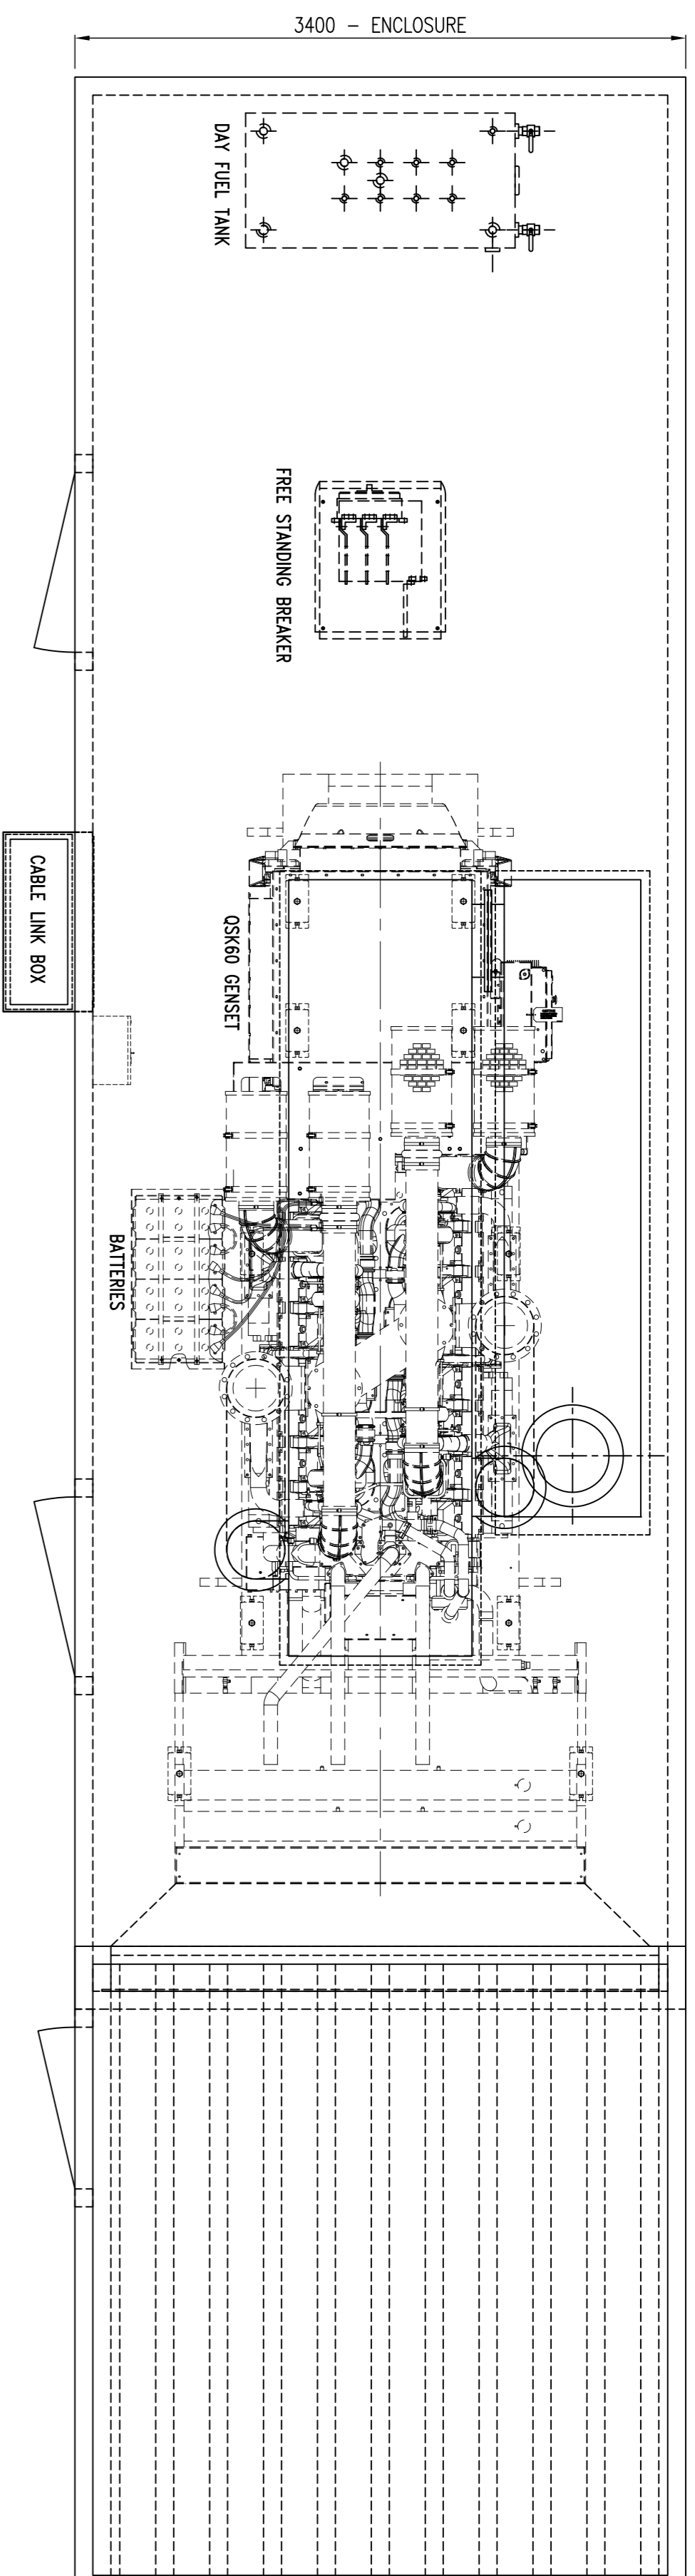 3400 - ENCLOSURE
DAY FUEL TANK
FREE STANDING BREAKER
CABLE LINK BOX
QSK60 GENSET
BATTERIES